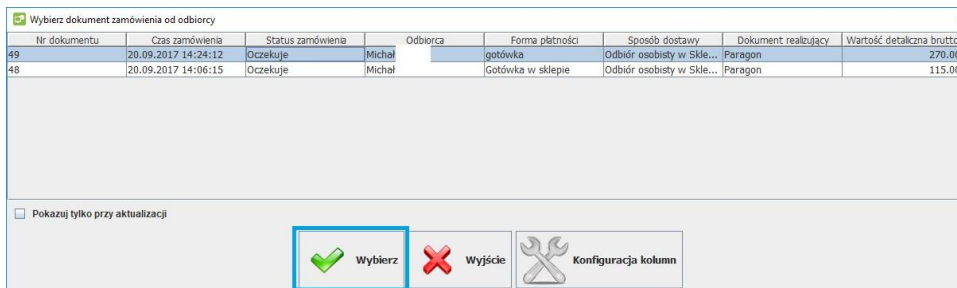 Wybierz dokument zamówienia od odbiorcy
Nr dokumentu Czas zamówienia Status zamówienia Odbiorca Forma płatności Sposób dostawy Dokument realizujący Wartość detaliczna brutto
49 20.09.2017 14:24:12 Oczekuje Michał gotówka Odbiór osobisty w Skle... Paragon 270.00
48 20.09.2017 14:06:15 Oczekuje Michał Gotówka w sklepie Odbiór osobisty w Skle... Paragon 115.00
Pokazuj tylko przy aktualizacji
Wybierz Wyjście Konfiguracja kolumn